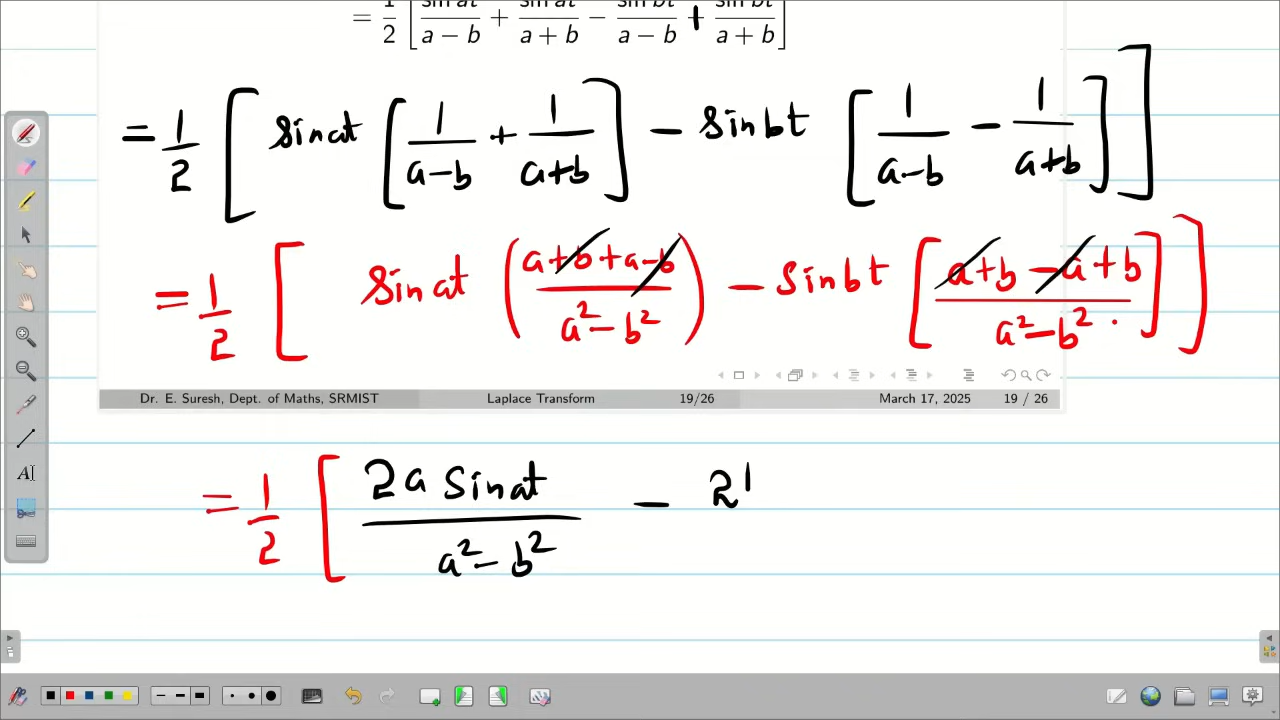 = 1/2 [ sin at/(a − b) + sin at/(a + b) − sin bt/(a − b) + sin bt/(a + b) ]
= 1/2 [ sin at [ 1/(a−b) + 1/(a+b) ] − sin bt [ 1/(a−b) − 1/(a+b) ] ]
= 1/2 [ sin at ( (a+b+a−b)/(a²−b²) ) − sin bt [ (a+b−a+b)/(a²−b²) ] ]
Dr. E. Suresh, Dept. of Maths, SRMIST Laplace Transform 19/26 March 17, 2025 19 / 26
= 1/2 [ 2a sin at/(a²−b²) − 2
AI